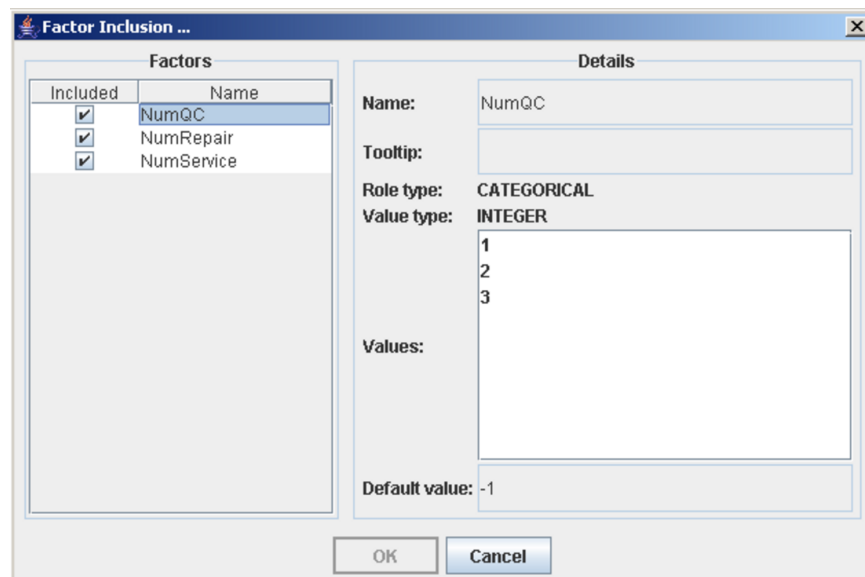 Factor Inclusion ...
Factors
Included Name
NumQC
NumRepair
NumService
Details
Name: NumQC
Tooltip:
Role type: CATEGORICAL
Value type: INTEGER
Values:
1
2
3
Default value: -1
OK Cancel